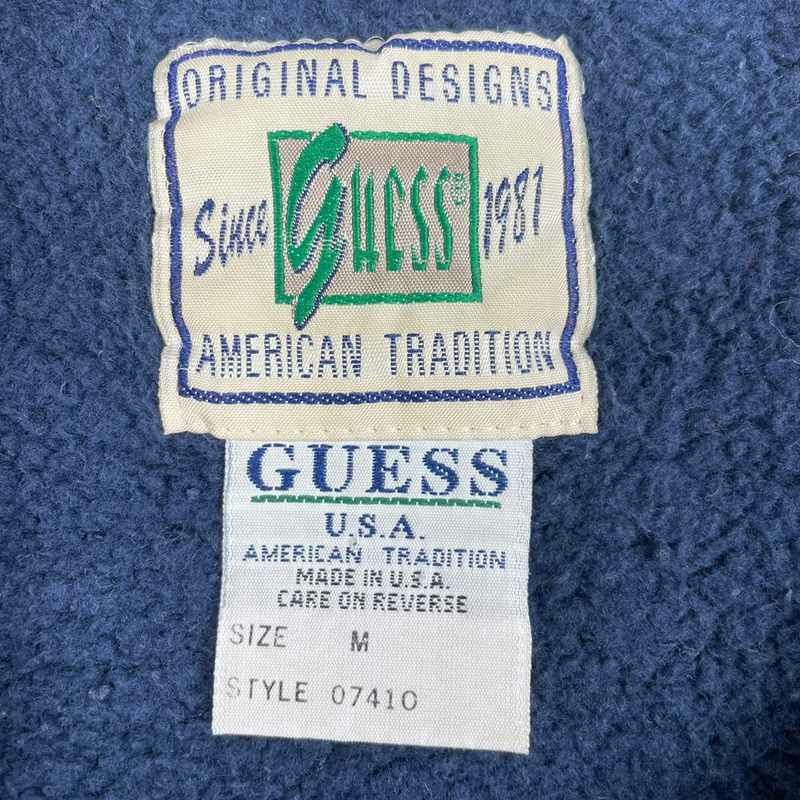 ORIGINAL DESIGNS
Since GUESS® 1981
AMERICAN TRADITION
GUESS
U.S.A.
AMERICAN TRADITION
MADE IN U.S.A.
CARE ON REVERSE
SIZE M
STYLE 07410